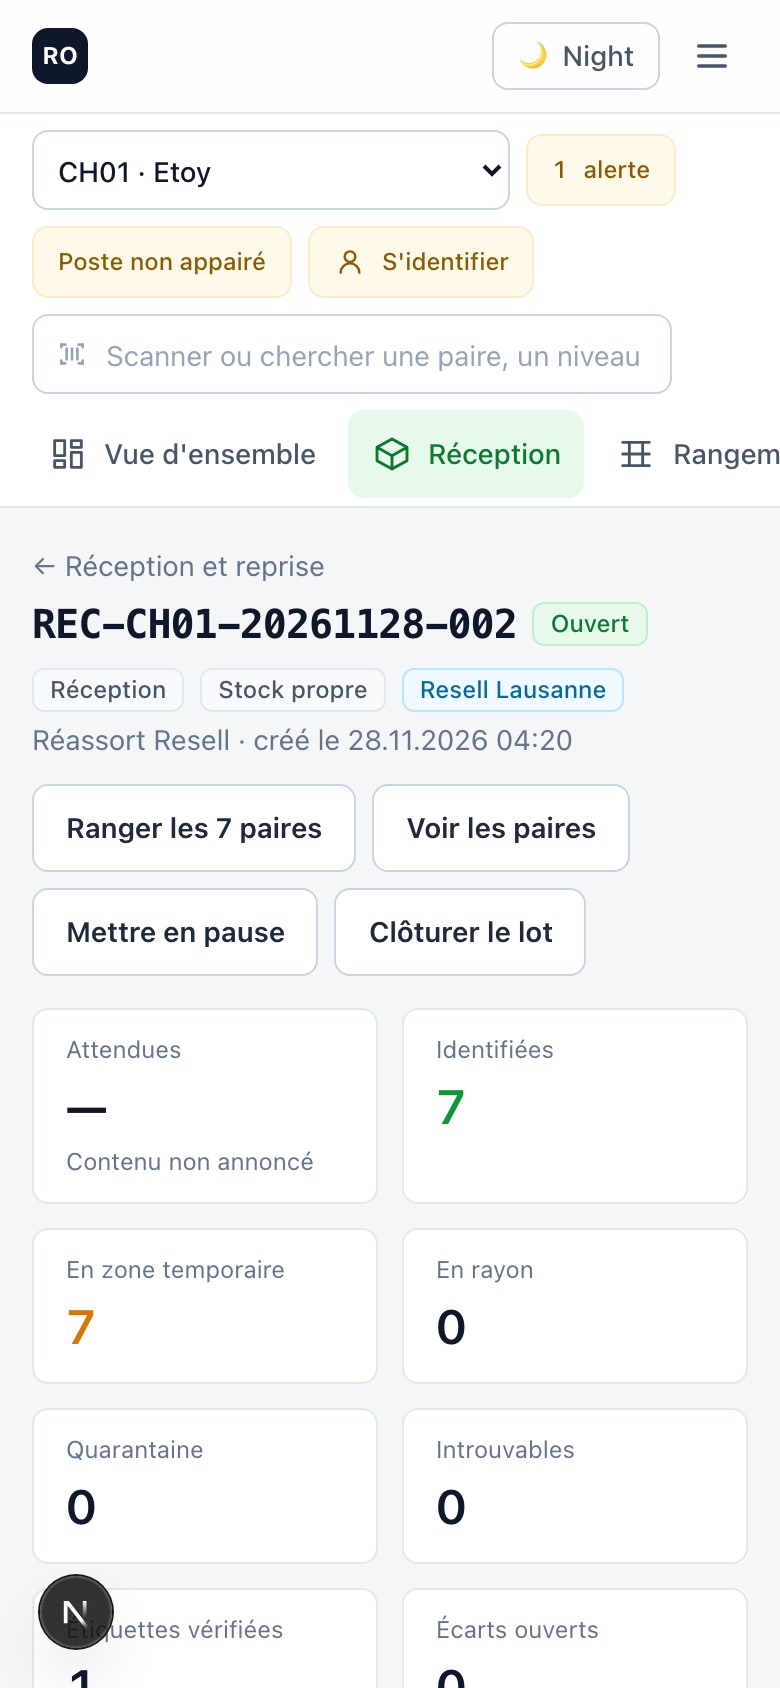 RO
🌙 Night
CH01 · Etoy
1 alerte
Poste non appairé
S'identifier
Scanner ou chercher une paire, un niveau
Vue d'ensemble
Réception
Rangem
← Réception et reprise
REC-CH01-20261128-002
Ouvert
Réception
Stock propre
Resell Lausanne
Réassort Resell · créé le 28.11.2026 04:20
Ranger les 7 paires
Voir les paires
Mettre en pause
Clôturer le lot
Attendues
—
Contenu non annoncé
Identifiées
7
En zone temporaire
7
En rayon
0
Quarantaine
0
Introuvables
0
N
Étiquettes vérifiées
1
Écarts ouverts
0